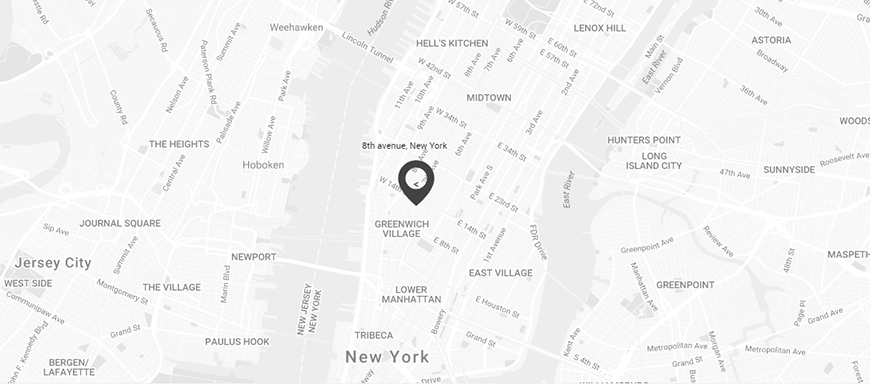 W 57th St
E 72nd St
30th Ave
Weehawken
Hudson River
W 59th St
LENOX HILL
Secaucus Rd
Summit Ave
Lincoln Tunnel
HELL'S KITCHEN
E 60th St
E 57th St
Main St
East River
ASTORIA
Broadway
Paterson Plank Rd
W 42nd St
8th Ave
7th Ave
6th Ave
2nd Ave
Vernon Blvd
Nelson Ave
Park Ave
11th Ave
10th Ave
MIDTOWN
36th Ave
County Rd
Palisade Ave
Willow Ave
9th Ave
W 34th St
3rd Ave
WOODS
THE HEIGHTS
8th avenue, New York
6th Ave
E 34th St
HUNTERS POINT
LONG
ISLAND CITY
Roosevelt Ave
Hoboken
Central Ave
W 14th
Park Ave S
East River
47th Ave
SUNNYSIDE
<
E 23rd St
Sip Ave
JOURNAL SQUARE
GREENWICH
VILLAGE
E 14th St
FDR Drive
Review Ave
Summit Ave
NEWPORT
E 8th St
1st Avenue
Greenpoint Ave
48th St
MASPETH
Jersey City
WEST SIDE
Marin Blvd
EAST VILLAGE
Manhattan Ave
GREENPOINT
Montgomery St
THE VILLAGE
NEW JERSEY
NEW YORK
LOWER
MANHATTAN
E Houston St
Communipaw Ave
Page Pl
Grand St
Bowery
TRIBECA
Grand St
Kent Ave
Morgan Ave
John F. Kennedy Blvd
PAULUS HOOK
Metropolitan Ave
Metropolitan Ave
New York
S 4th St
Grand St
BERGEN/
LAFAYETTE